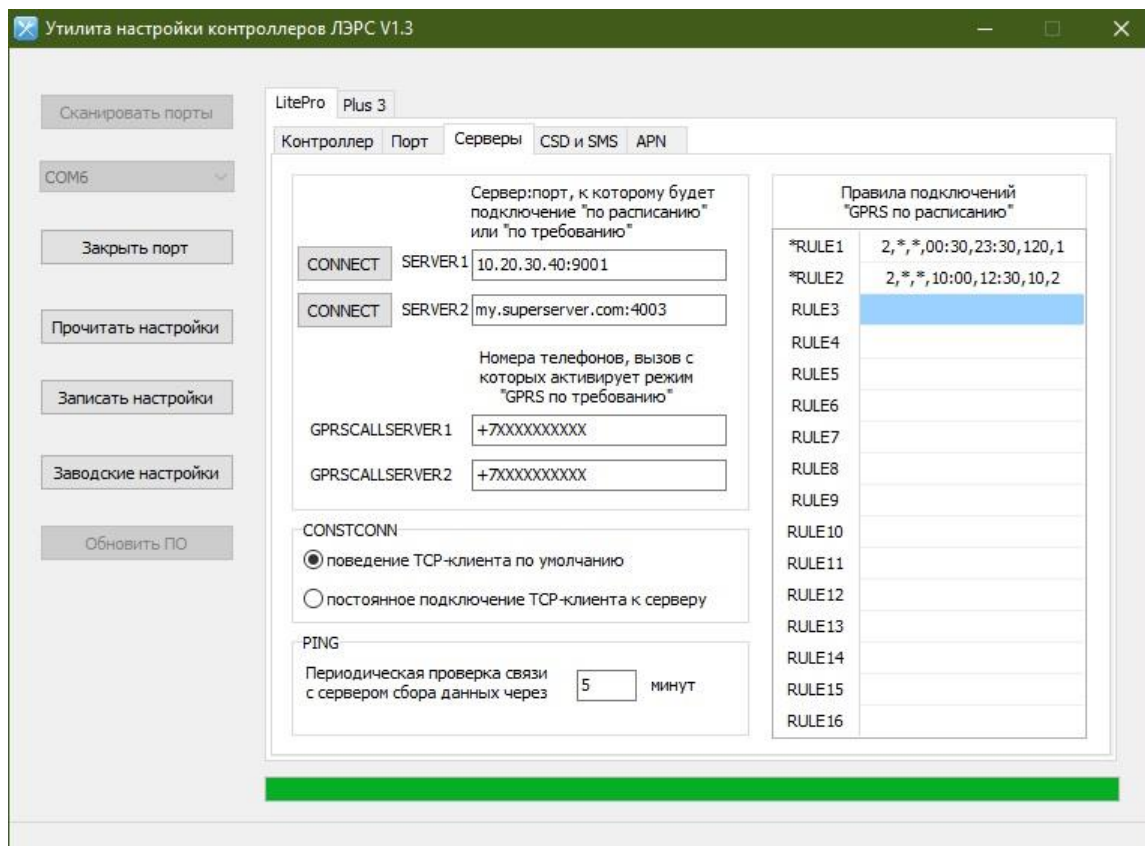 Утилита настройки контроллеров ЛЭРС V1.3
Сканировать порты
COM6
Закрыть порт
Прочитать настройки
Записать настройки
Заводские настройки
Обновить ПО
LitePro
Plus 3
Контроллер
Порт
Серверы
CSD и SMS
APN
Сервер:порт, к которому будет
подключение "по расписанию"
или "по требованию"
CONNECT SERVER1 10.20.30.40:9001
CONNECT SERVER2 my.superserver.com:4003
Номера телефонов, вызов с
которых активирует режим
"GPRS по требованию"
GPRSCALLSERVER1 +7XXXXXXXXXX
GPRSCALLSERVER2 +7XXXXXXXXXX
CONSTCONN
поведение TCP-клиента по умолчанию
постоянное подключение TCP-клиента к серверу
PING
Периодическая проверка связи
с сервером сбора данных через 5 минут
Правила подключений
"GPRS по расписанию"
*RULE1 2,*,*,00:30,23:30,120,1
*RULE2 2,*,*,10:00,12:30,10,2
RULE3
RULE4
RULE5
RULE6
RULE7
RULE8
RULE9
RULE10
RULE11
RULE12
RULE13
RULE14
RULE15
RULE16